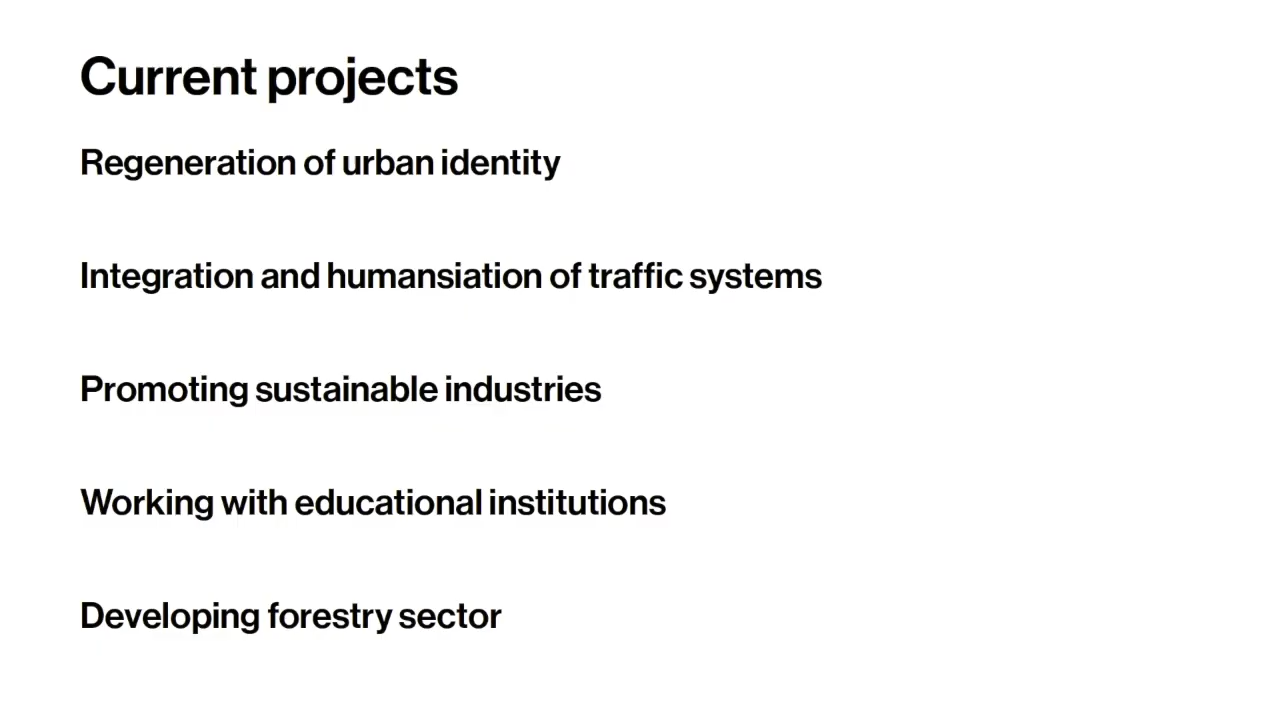 Current projects
Regeneration of urban identity
Integration and humansiation of traffic systems
Promoting sustainable industries
Working with educational institutions
Developing forestry sector